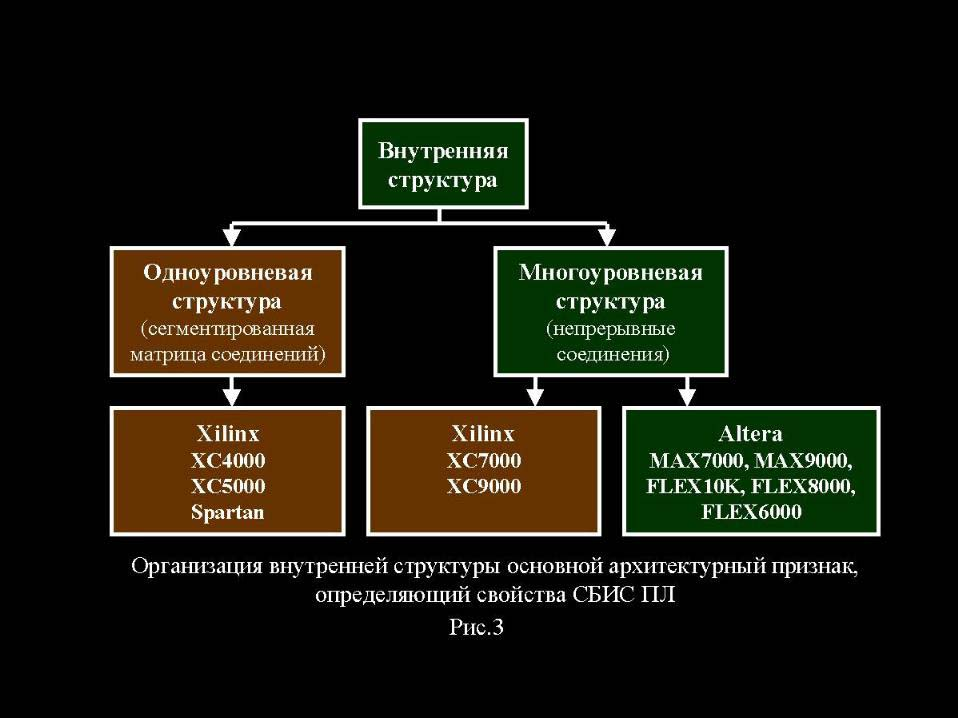 Внутренняя
структура
Одноуровневая
структура
(сегментированная
матрица соединений)
Многоуровневая
структура
(непрерывные
соединения)
Xilinx
XC4000
XC5000
Spartan
Xilinx
XC7000
XC9000
Altera
MAX7000, MAX9000,
FLEX10K, FLEX8000,
FLEX6000
Организация внутренней структуры основной архитектурный признак,
определяющий свойства СБИС ПЛ
Рис.3